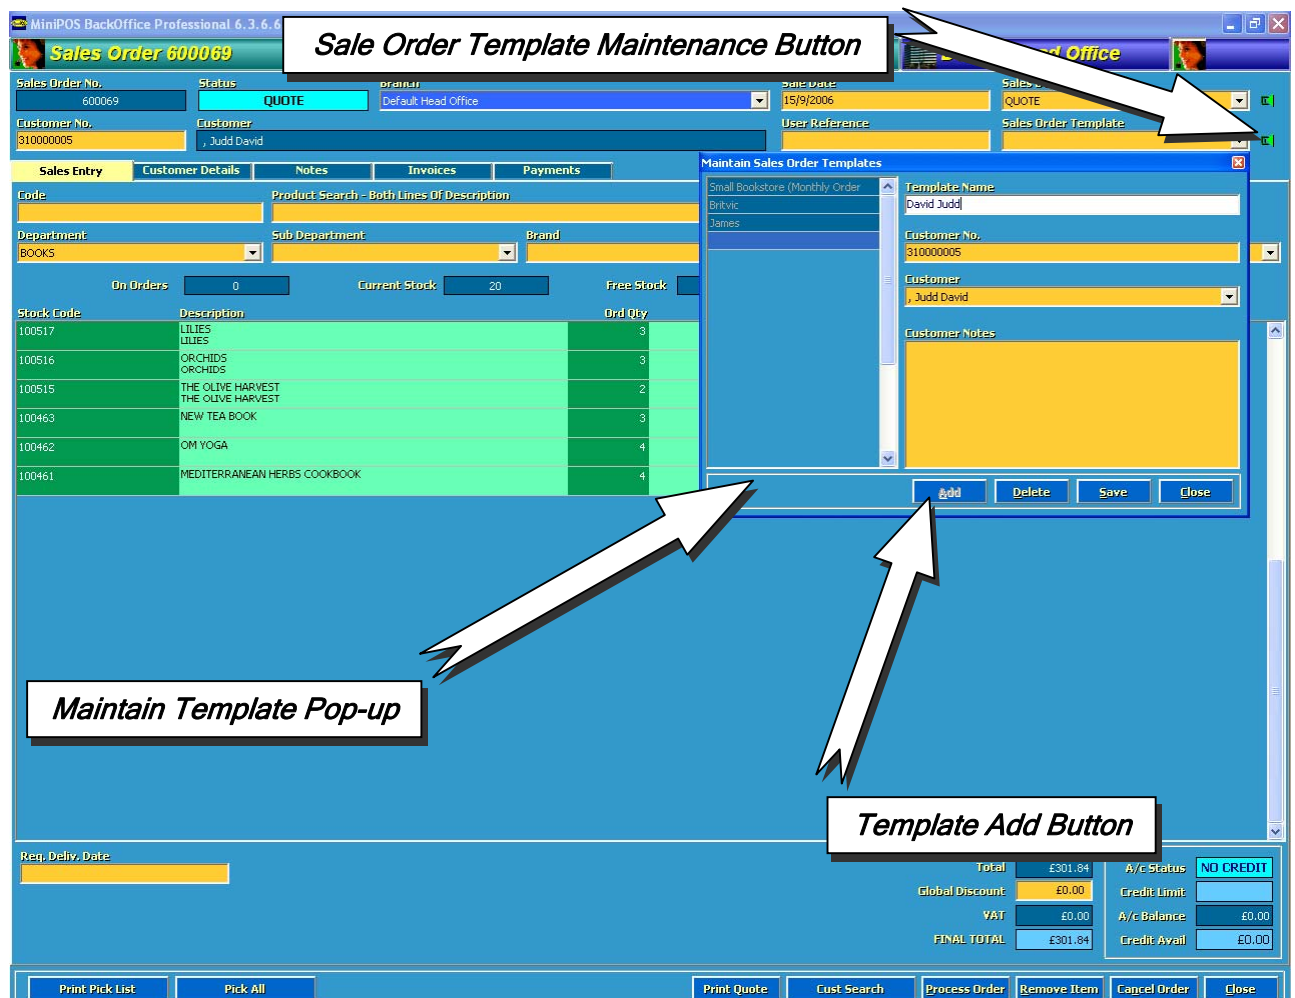 MiniPOS BackOffice Professional 6.3.6.6
Sale Order Template Maintenance Button
Sales Order 600069
Office
Sales Order No.
Status
Branch
Sale Date
600069
QUOTE
Default Head Office
15/9/2006
QUOTE
Customer No.
Customer
User Reference
Sales Order Template
310000005
, Judd David
Sales Entry
Customer Details
Notes
Invoices
Payments
Maintain Sales Order Templates
Small Bookstore (Monthly Order
Britvic
James
Template Name
David Judd
Customer No.
310000005
Customer
, Judd David
Customer Notes
Add
Delete
Save
Close
Code
Product Search - Both Lines Of Description
Department
Sub Department
Brand
BOOKS
On Orders
0
Current Stock
20
Free Stock
Stock Code
Description
Ord Qty
100517
LILIES
3
LILIES
100516
ORCHIDS
3
ORCHIDS
100515
THE OLIVE HARVEST
2
THE OLIVE HARVEST
100463
NEW TEA BOOK
3
100462
OM YOGA
4
100461
MEDITERRANEAN HERBS COOKBOOK
4
Maintain Template Pop-up
Template Add Button
Req. Deliv. Date
Total
£301.84
Global Discount
£0.00
VAT
£0.00
FINAL TOTAL
£301.84
A/c Status
NO CREDIT
Credit Limit
A/c Balance
£0.00
Credit Avail
£0.00
Print Pick List
Pick All
Print Quote
Cust Search
Process Order
Remove Item
Cancel Order
Close